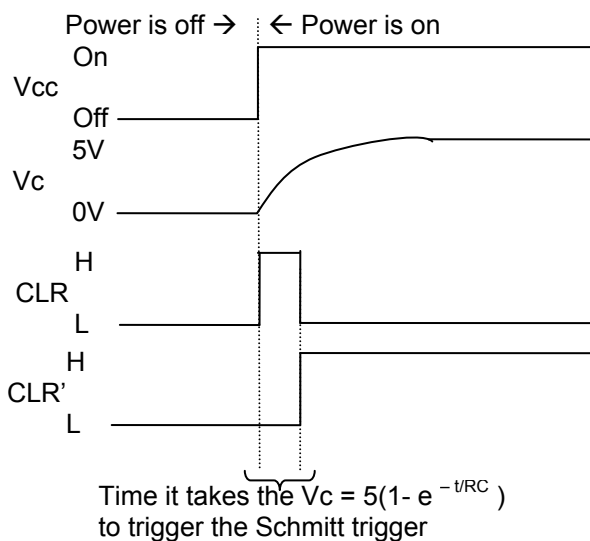 Power is off → ← Power is on
On
Vcc
Off
5V
Vc
0V
H
CLR
L
H
CLR’
L
Time it takes the Vc = 5(1- e – t/RC )
to trigger the Schmitt trigger